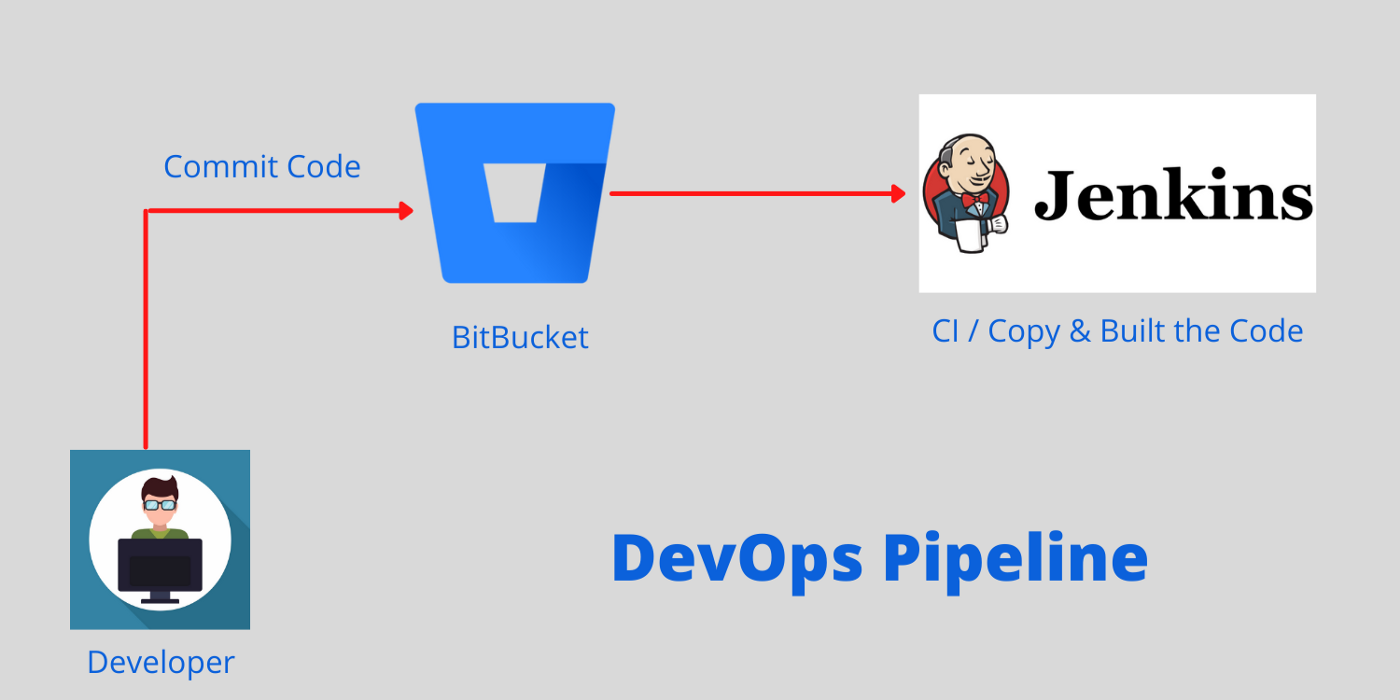 Commit Code
Jenkins
BitBucket
CI / Copy & Built the Code
DevOps Pipeline
Developer